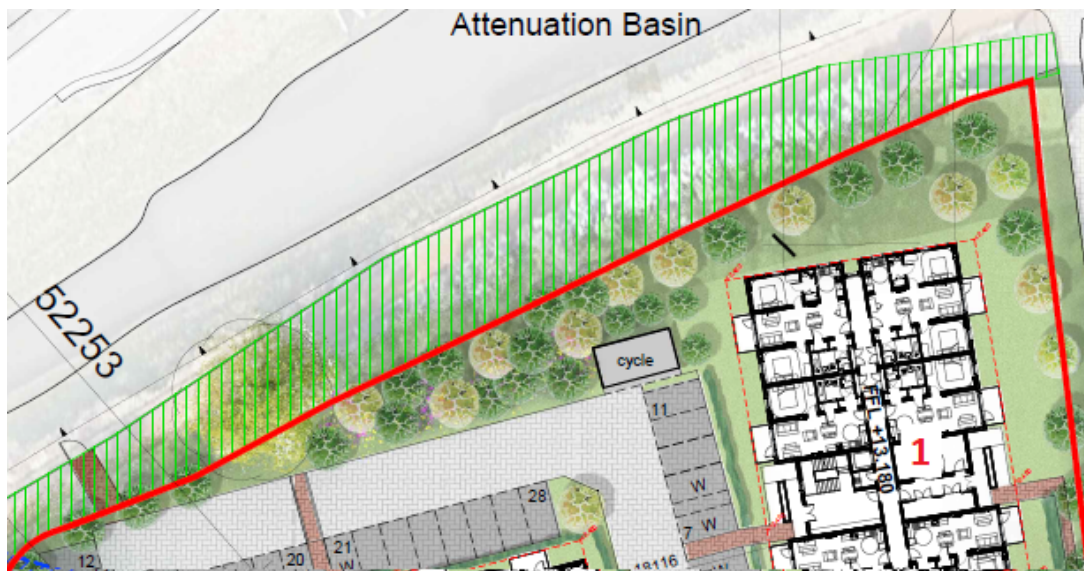 Attenuation Basin
52253
cycle
11
W
W
7
18116
28
21
W
20
12
FFL +13.180
1